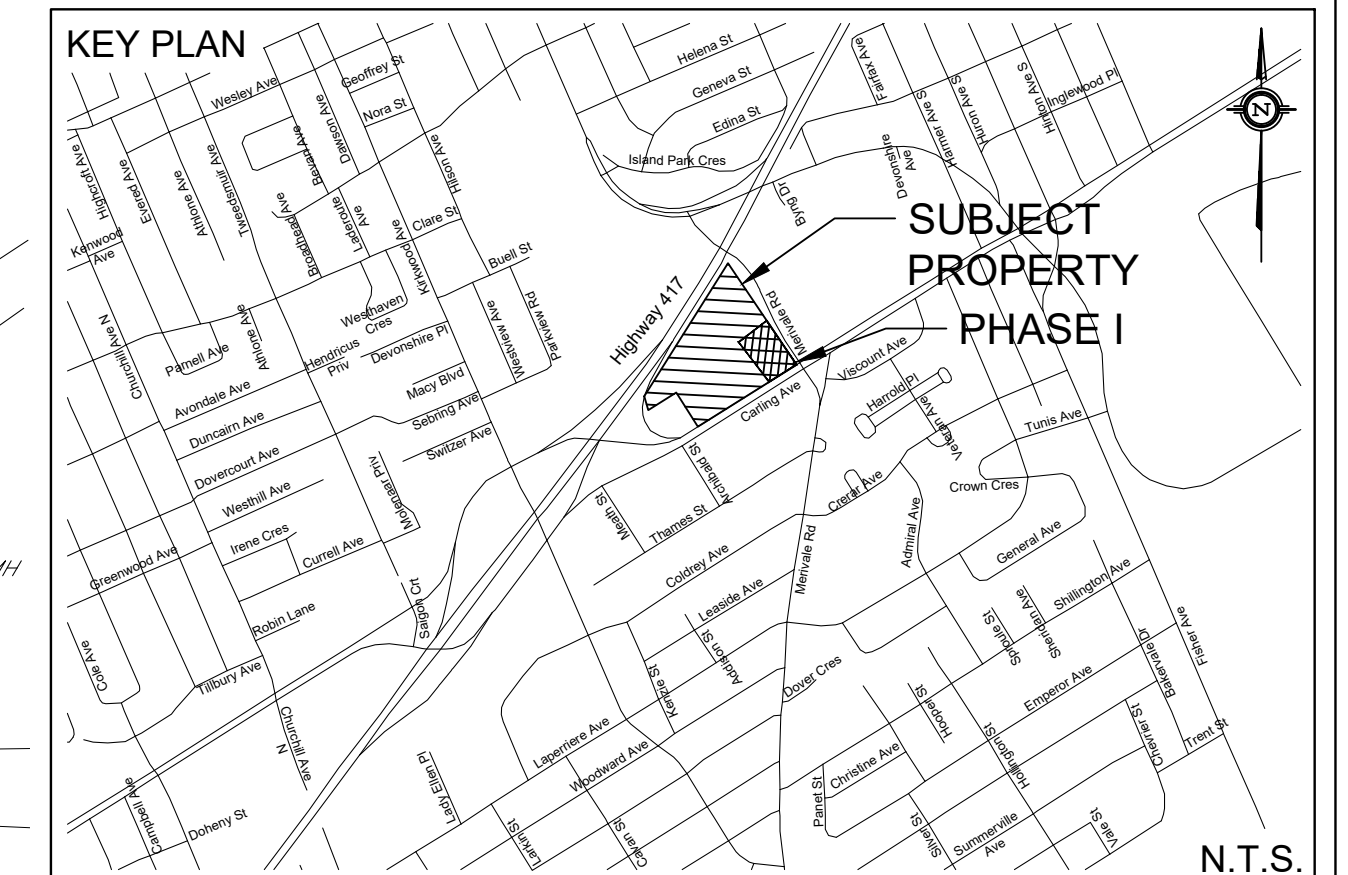 KEY PLAN
Helena St
Geneva St
Edina St
Island Park Cres
Fairfax Ave
Harmer Ave S
Huron Ave S
Hinton Ave S
Inglewood Pl
Devonshire
Ave
Byng Dr
N
Geoffrey St
Wesley Ave
Nora St
Dawson Ave
Bevan Ave
Hilson Ave
Highcroft Ave
Evered Ave
Athlone Ave
Tweedsmuir Ave
Broadhead Ave
Laderoute
Ave
Kirkwood Ave
Clare St
Buell St
Kenwood
Ave
Westhaven
Cres
Churchill Ave N
Parnell Ave
Athlone Ave
Hendricus
Priv
Devonshire Pl
Westview Ave
Parkview Rd
Highway 417
SUBJECT
PROPERTY
PHASE I
Merivale Rd
Viscount Ave
Carling Ave
Harrold Pl
Veteran Ave
Tunis Ave
Macy Blvd
Avondale Ave
Sebring Ave
Duncairn Ave
Switzer Ave
Dovercourt Ave
Westhill Ave
Molenaar Priv
Irene Cres
Currell Ave
Greenwood Ave
MH
Robin Lane
Saigon Crt
Cole Ave
Tillbury Ave
Churchill Ave
N
Archibald St
Meath St
Thames St
Crerar Ave
Crown Cres
Admiral Ave
General Ave
Coldrey Ave
Merivale Rd
Leaside Ave
Shillington Ave
Addison St
Sproule St
Sheridan Ave
Kenzie St
Dover Cres
Fisher Ave
Bakervale Dr
Emperor Ave
Hooper St
Hollington St
Chevrier St
Trent St
Laperriere Ave
Woodward Ave
Christine Ave
Panet St
Lady Ellen Pl
Campbell Ave
Doheny St
Larkin St
Cavan St
Silver St
Summerville
Ave
Vale St
N.T.S.